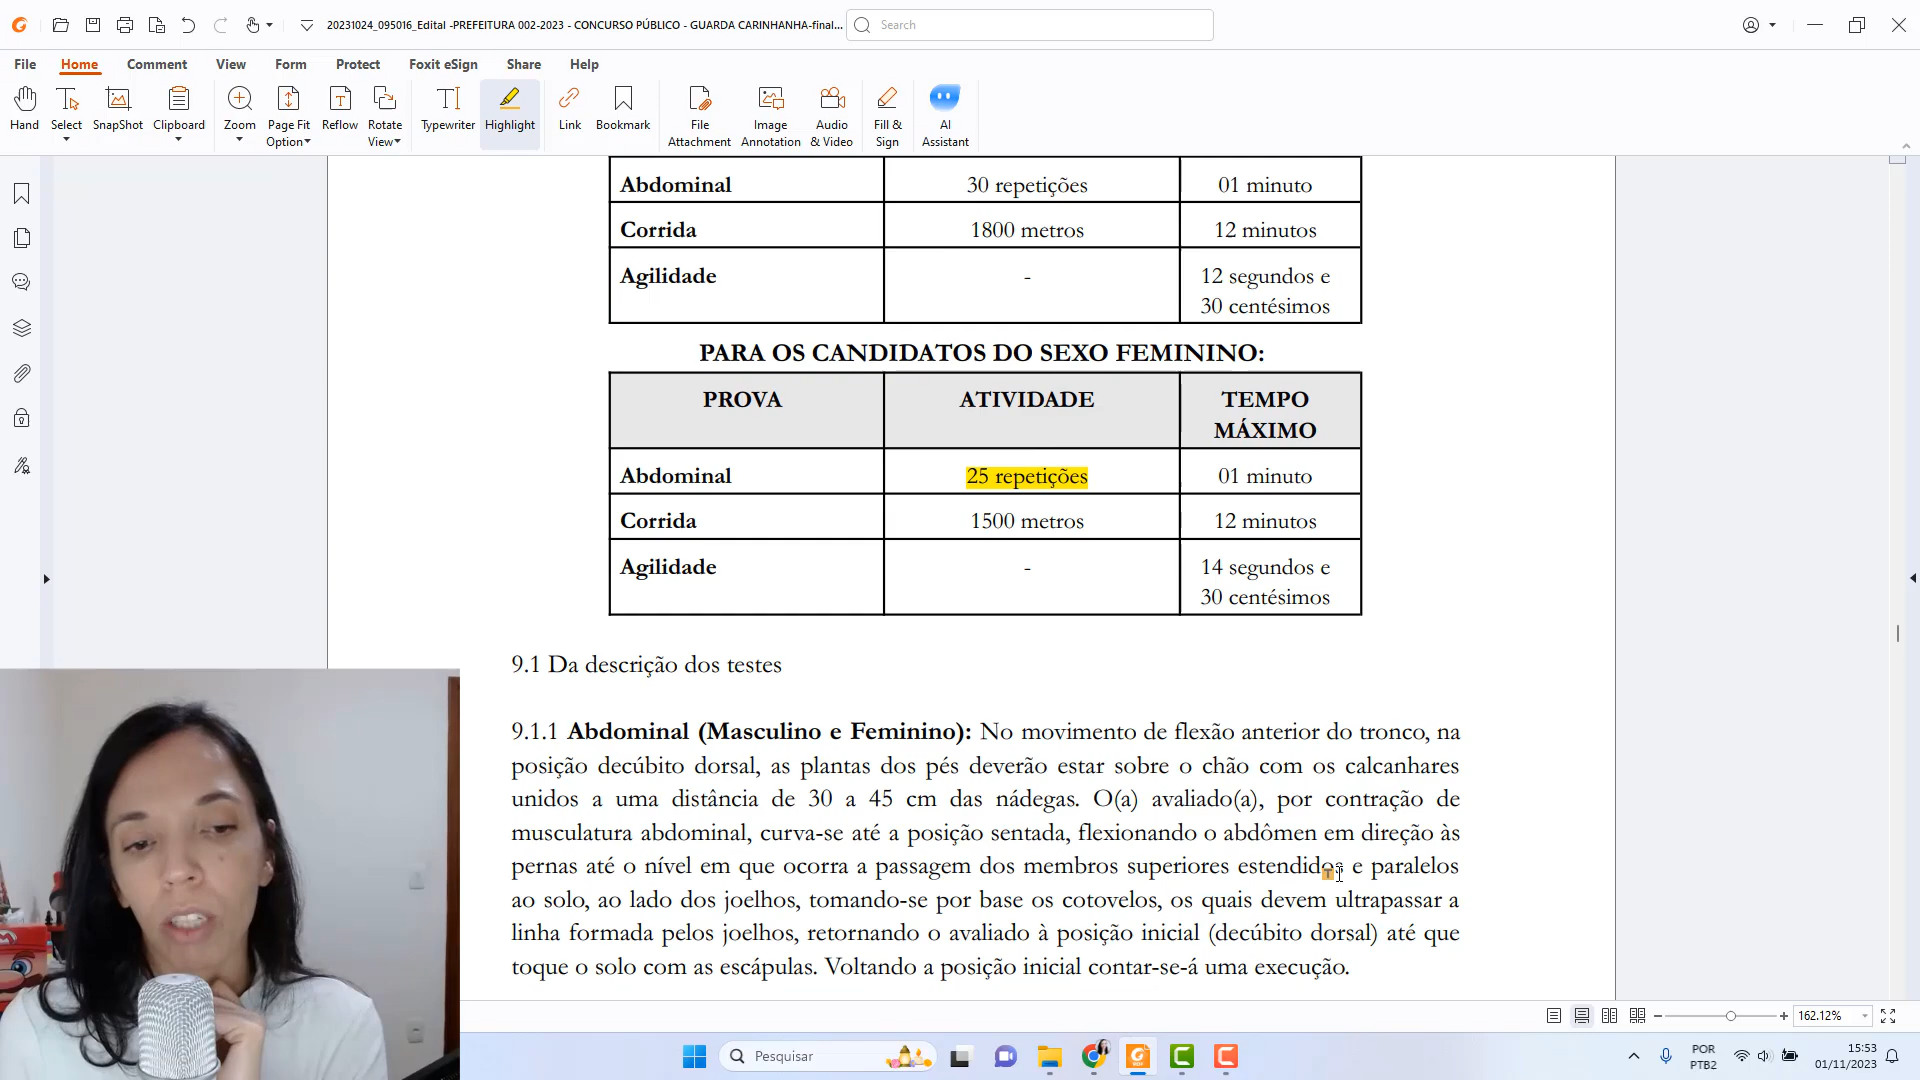 20231024_095016_Edital -PREFEITURA 002-2023 - CONCURSO PÚBLICO - GUARDA CARINHANHA-final...
Search
File Home Comment View Form Protect Foxit eSign Share Help
Hand
Select
SnapShot
Clipboard
Zoom
Page Fit Option
Reflow
Rotate View
Typewriter
Highlight
Link
Bookmark
File Attachment
Image Annotation
Audio & Video
Fill & Sign
AI Assistant
Abdominal 30 repetições 01 minuto
Corrida 1800 metros 12 minutos
Agilidade - 12 segundos e
30 centésimos
PARA OS CANDIDATOS DO SEXO FEMININO:
PROVA ATIVIDADE TEMPO
MÁXIMO
Abdominal 25 repetições 01 minuto
Corrida 1500 metros 12 minutos
Agilidade - 14 segundos e
30 centésimos
9.1 Da descrição dos testes
9.1.1 Abdominal (Masculino e Feminino): No movimento de flexão anterior do tronco, na
posição decúbito dorsal, as plantas dos pés deverão estar sobre o chão com os calcanhares
unidos a uma distância de 30 a 45 cm das nádegas. O(a) avaliado(a), por contração de
musculatura abdominal, curva-se até a posição sentada, flexionando o abdômen em direção às
pernas até o nível em que ocorra a passagem dos membros superiores estendidos e paralelos
ao solo, ao lado dos joelhos, tomando-se por base os cotovelos, os quais devem ultrapassar a
linha formada pelos joelhos, retornando o avaliado à posição inicial (decúbito dorsal) até que
toque o solo com as escápulas. Voltando a posição inicial contar-se-á uma execução.
162.12%
Pesquisar
POR
PTB2
15:53
01/11/2023